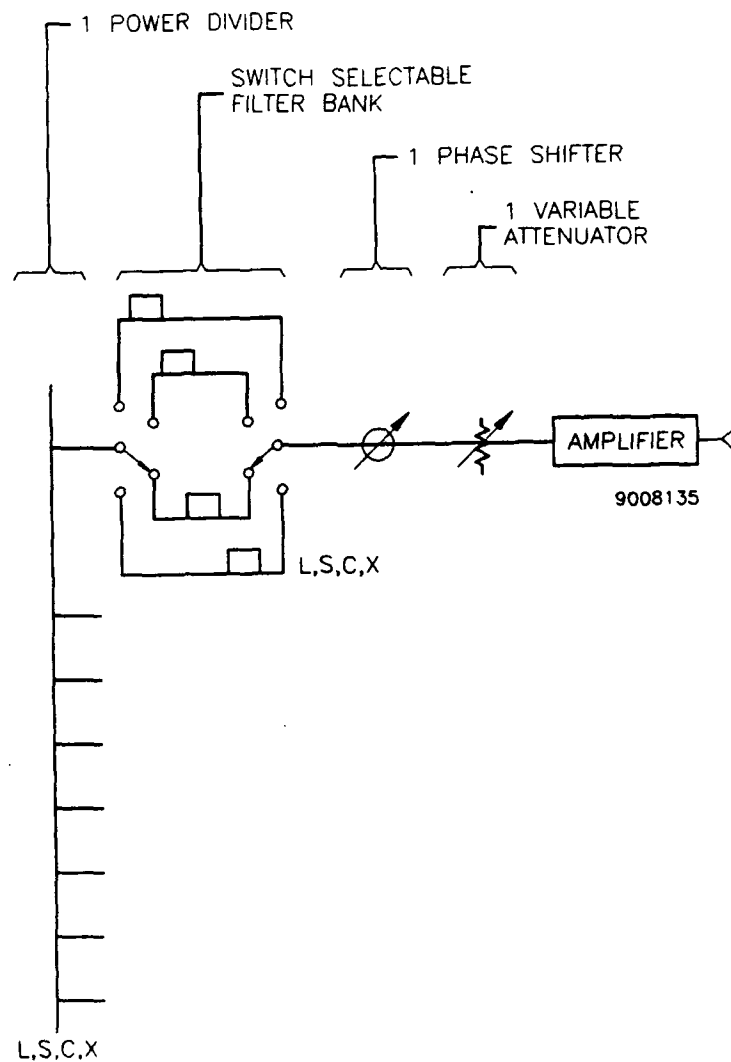 1 POWER DIVIDER
SWITCH SELECTABLE
FILTER BANK
1 PHASE SHIFTER
1 VARIABLE
ATTENUATOR
AMPLIFIER
9008135
L,S,C,X
L,S,C,X